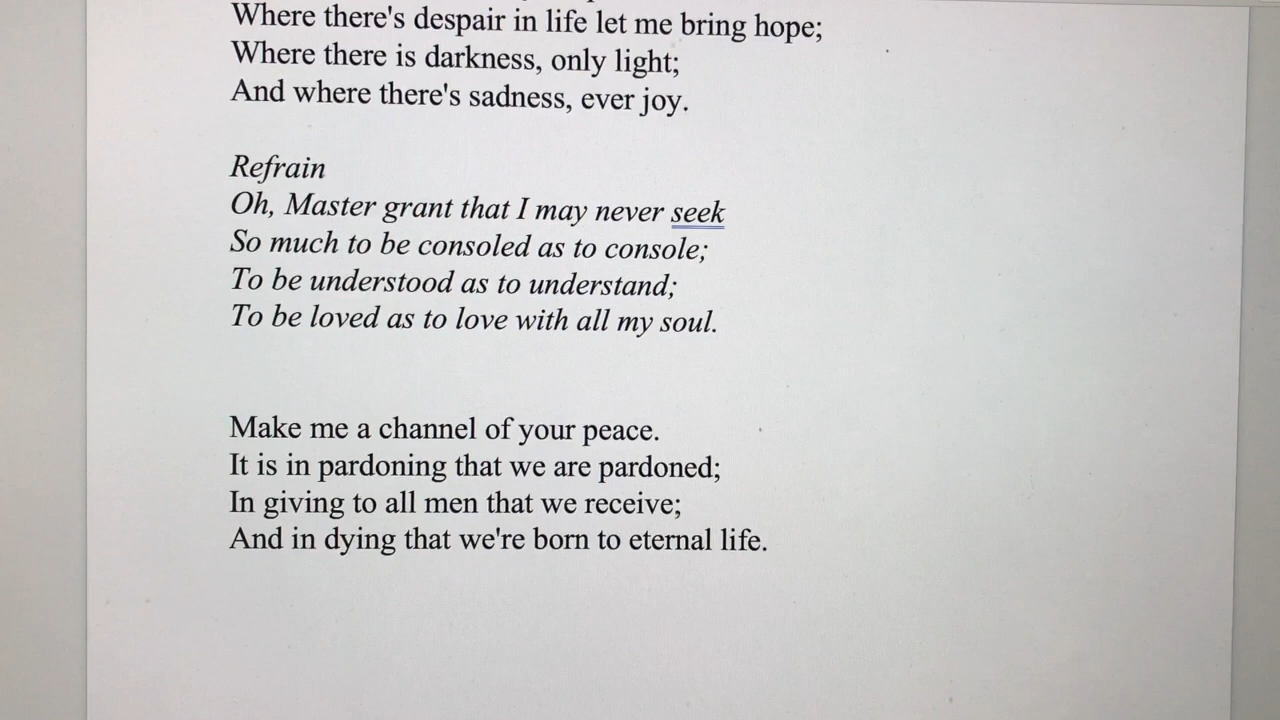 Where there's despair in life let me bring hope;
Where there is darkness, only light;
And where there's sadness, ever joy.
Refrain
Oh, Master grant that I may never seek
So much to be consoled as to console;
To be understood as to understand;
To be loved as to love with all my soul.
Make me a channel of your peace.
It is in pardoning that we are pardoned;
In giving to all men that we receive;
And in dying that we're born to eternal life.